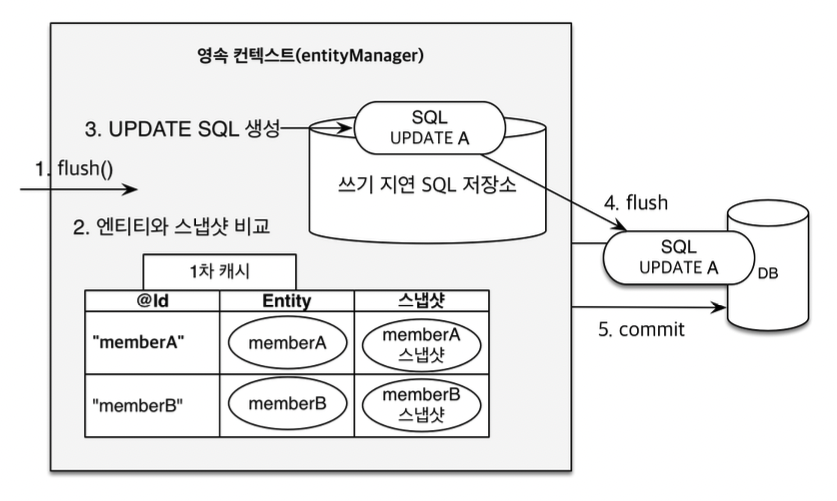 영속 컨텍스트(entityManager)
3. UPDATE SQL 생성
SQL
UPDATE A
1. flush()
쓰기 지연 SQL 저장소
4. flush
2. 엔티티와 스냅샷 비교
SQL
UPDATE A
DB
1차 캐시
@Id Entity 스냅샷
5. commit
"memberA" memberA memberA
스냅샷
"memberB" memberB memberB
스냅샷